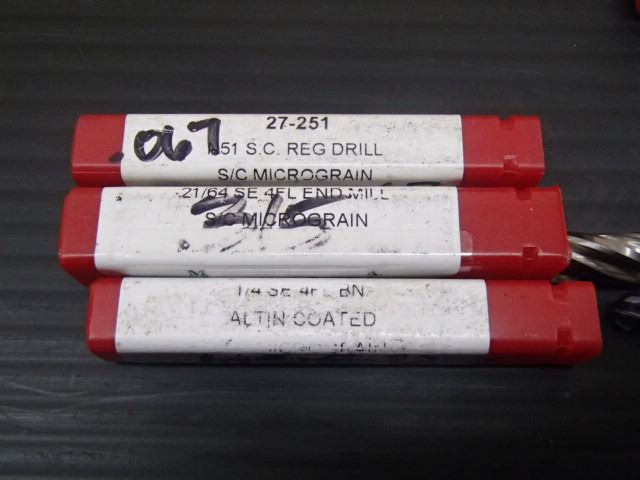 27-251
.067
#51 S.C. REG DRILL
S/C MICROGRAIN
21/64 SE 4FL END MILL
S/C MICROGRAIN
315
1/4 SE 4FL BN
ALTIN COATED